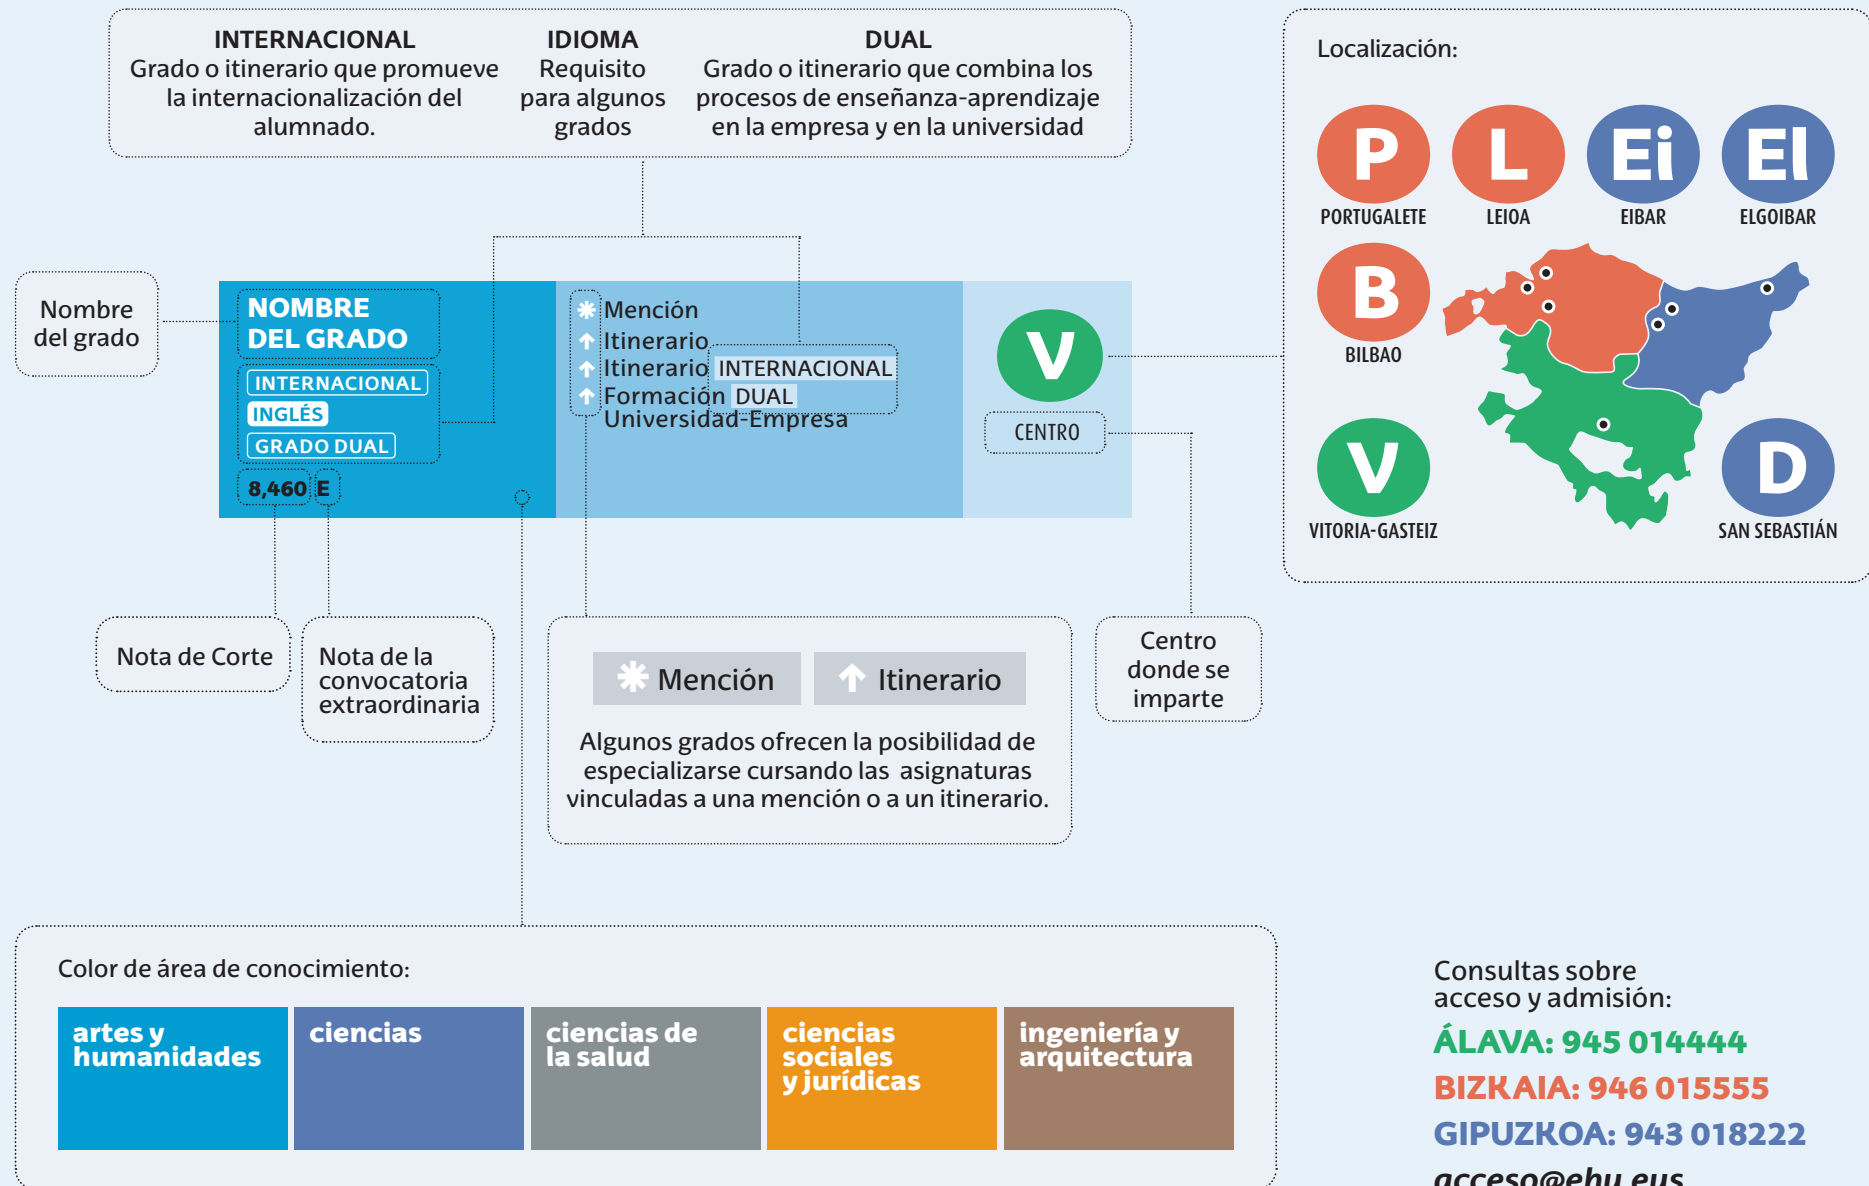 INTERNACIONAL
Grado o itinerario que promueve
la internacionalización del
alumnado.
IDIOMA
Requisito
para algunos
grados
DUAL
Grado o itinerario que combina los
procesos de enseñanza-aprendizaje
en la empresa y en la universidad
Localización:
P
PORTUGALETE
L
LEIOA
Ei
EIBAR
El
ELGOIBAR
B
BILBAO
V
VITORIA-GASTEIZ
D
SAN SEBASTIÁN
Nombre
del grado
NOMBRE
DEL GRADO
INTERNACIONAL
INGLÉS
GRADO DUAL
8,460 E
Mención
Itinerario
Itinerario INTERNACIONAL
Formación DUAL
Universidad-Empresa
V
CENTRO
Nota de Corte
Nota de la
convocatoria
extraordinaria
Mención
Itinerario
Algunos grados ofrecen la posibilidad de
especializarse cursando las asignaturas
vinculadas a una mención o a un itinerario.
Centro
donde se
imparte
Color de área de conocimiento:
artes y
humanidades
ciencias
ciencias de
la salud
ciencias
sociales
y jurídicas
ingeniería y
arquitectura
Consultas sobre
acceso y admisión:
ÁLAVA: 945 014444
BIZKAIA: 946 015555
GIPUZKOA: 943 018222
acceso@ehu.eus